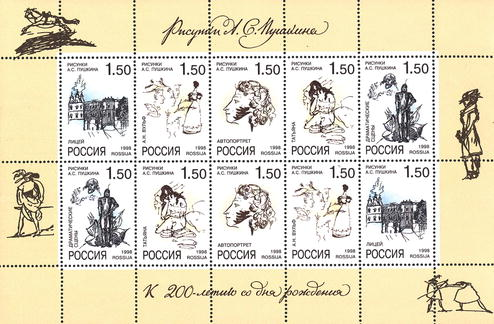 Рисунки А.С. Пушкина
РИСУНКИ А.С. ПУШКИНА 1.50
ЛИЦЕЙ
1998
РОССИЯ ROSSIJA
РИСУНКИ А.С. ПУШКИНА 1.50
А.Н. ВУЛЬФ
1998
РОССИЯ ROSSIJA
РИСУНКИ А.С. ПУШКИНА 1.50
АВТОПОРТРЕТ
1998
РОССИЯ ROSSIJA
РИСУНКИ А.С. ПУШКИНА 1.50
ТАТЬЯНА
1998
РОССИЯ ROSSIJA
РИСУНКИ А.С. ПУШКИНА 1.50
ДРАМАТИЧЕСКИЕ СЦЕНЫ
1998
РОССИЯ ROSSIJA
РИСУНКИ А.С. ПУШКИНА 1.50
ДРАМАТИЧЕСКИЕ СЦЕНЫ
1998
РОССИЯ ROSSIJA
РИСУНКИ А.С. ПУШКИНА 1.50
ТАТЬЯНА
1998
РОССИЯ ROSSIJA
РИСУНКИ А.С. ПУШКИНА 1.50
АВТОПОРТРЕТ
1998
РОССИЯ ROSSIJA
РИСУНКИ А.С. ПУШКИНА 1.50
А.Н. ВУЛЬФ
1998
РОССИЯ ROSSIJA
РИСУНКИ А.С. ПУШКИНА 1.50
ЛИЦЕЙ
1998
РОССИЯ ROSSIJA
К 200-летию со дня рождения